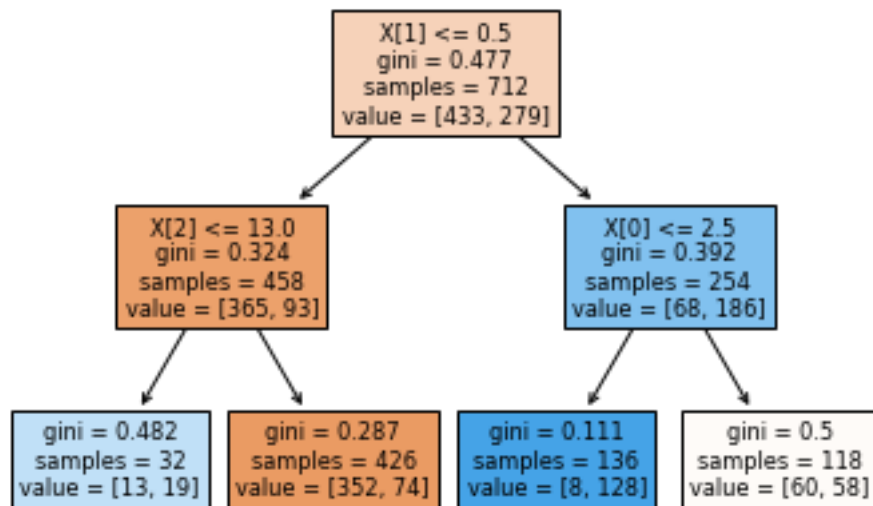 X[1] <= 0.5
gini = 0.477
samples = 712
value = [433, 279]
X[2] <= 13.0
gini = 0.324
samples = 458
value = [365, 93]
X[0] <= 2.5
gini = 0.392
samples = 254
value = [68, 186]
gini = 0.482
samples = 32
value = [13, 19]
gini = 0.287
samples = 426
value = [352, 74]
gini = 0.111
samples = 136
value = [8, 128]
gini = 0.5
samples = 118
value = [60, 58]